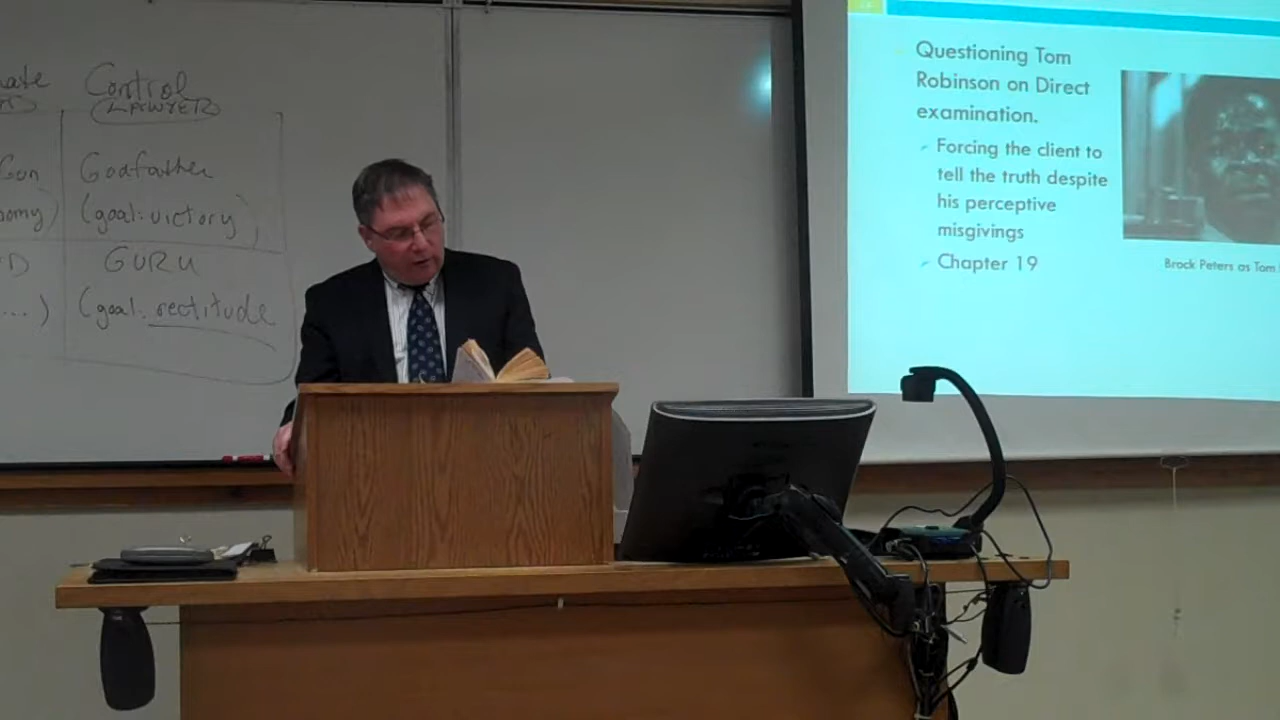 Control
LAWYER
Gun
Godfather
(goal: victory)
GURU
(goal: rectitude
Questioning Tom
Robinson on Direct
examination.
Forcing the client to
tell the truth despite
his perceptive
misgivings
Chapter 19
Brock Peters as Tom